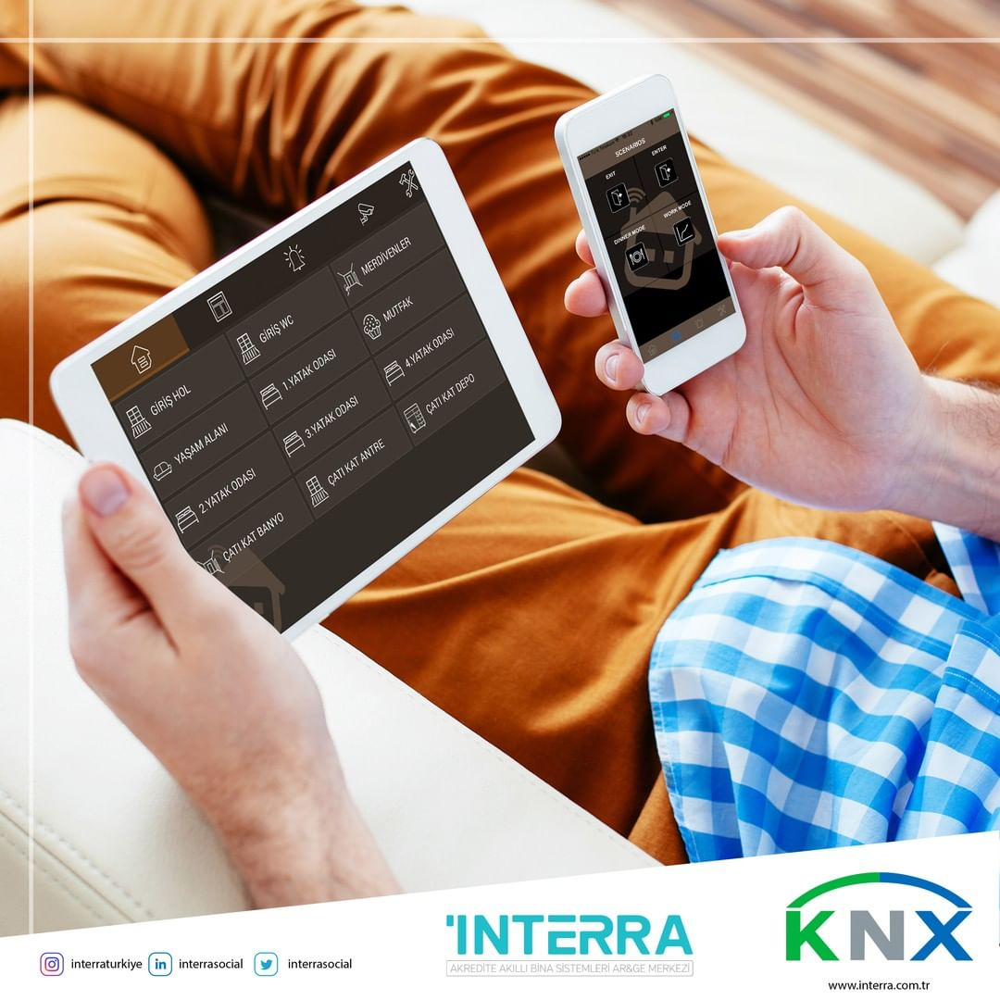 GİRİŞ HOL
GİRİŞ WC
MERDİVENLER
YAŞAM ALANI
1.YATAK ODASI
MUTFAK
2.YATAK ODASI
3.YATAK ODASI
4.YATAK ODASI
ÇATI KAT BANYO
ÇATI KAT ANTRE
ÇATI KAT DEPO
SCENARIOS
EXIT
ENTER
DINNER MODE
WORK MODE
INTERRA
AKREDİTE AKILLI BİNA SİSTEMLERİ AR&GE MERKEZİ
KNX
interraturkiye
interrasocial
interrasocial
www.interra.com.tr